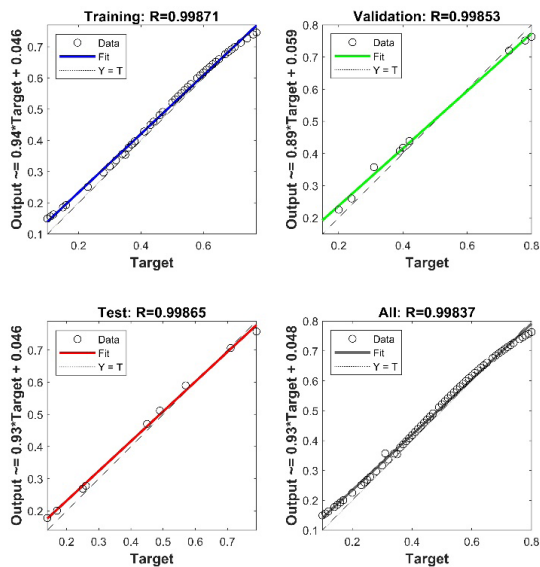 Training: R=0.99871
Output ~= 0.94*Target + 0.046
0.7
0.6
0.5
0.4
0.3
0.2
0.1
Data
Fit
Y = T
0.2 0.4 0.6
Target
Validation: R=0.99853
Output ~= 0.89*Target + 0.059
0.8
0.7
0.6
0.5
0.4
0.3
0.2
Data
Fit
Y = T
0.2 0.4 0.6 0.8
Target
Test: R=0.99865
Output ~= 0.93*Target + 0.046
0.7
0.6
0.5
0.4
0.3
0.2
Data
Fit
Y = T
0.2 0.3 0.4 0.5 0.6 0.7
Target
All: R=0.99837
Output ~= 0.93*Target + 0.048
0.8
0.7
0.6
0.5
0.4
0.3
0.2
0.1
Data
Fit
Y = T
0.2 0.4 0.6 0.8
Target